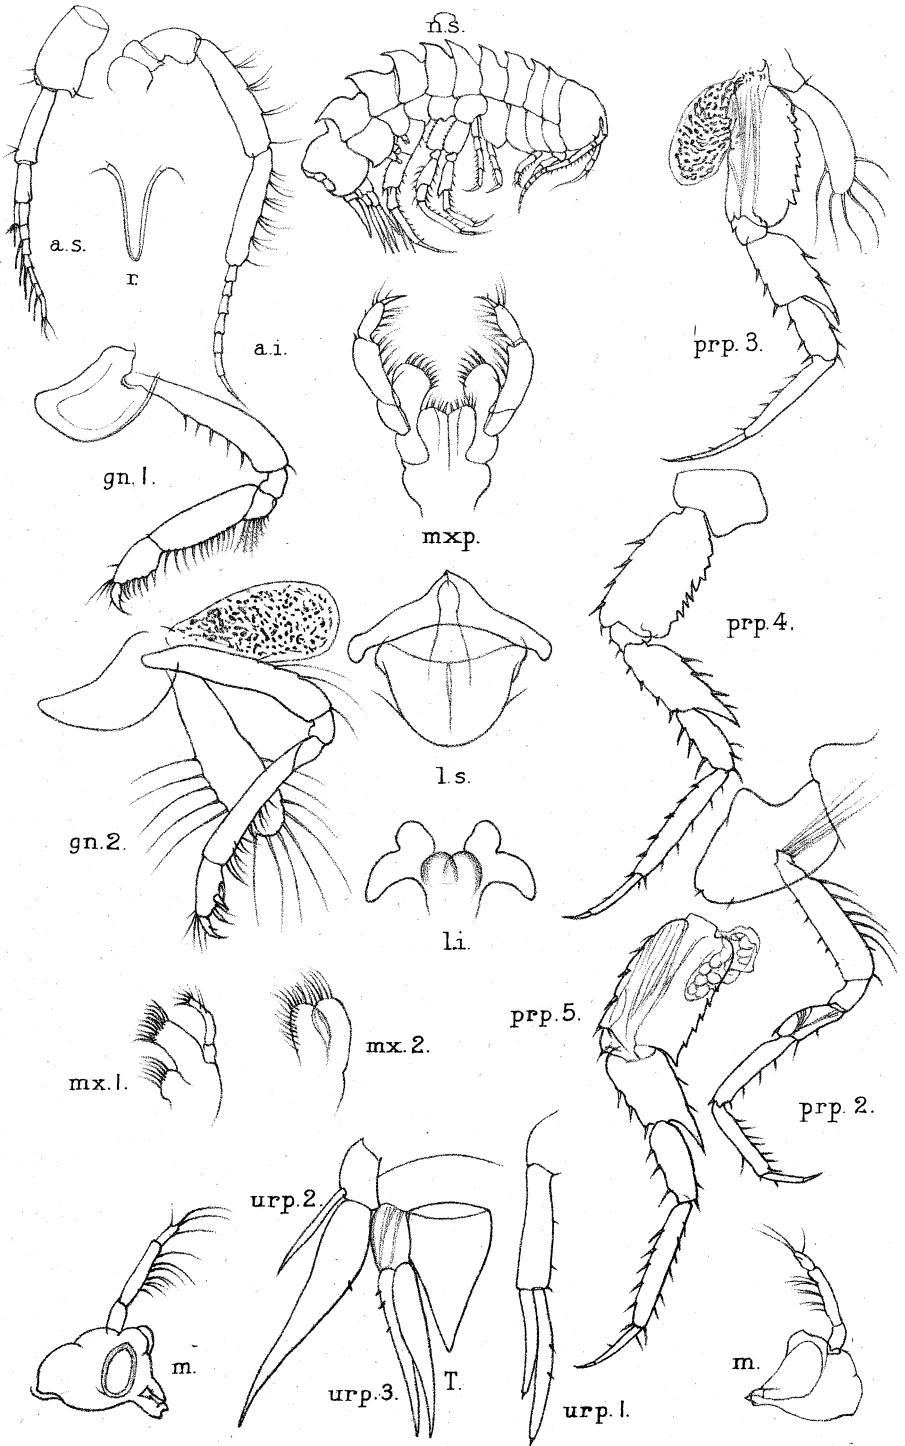 n.s.
a.s.
r.
a.i.
prp. 3.
gn. 1.
mxp.
prp. 4.
l.s.
gn. 2.
l.i.
prp. 5.
mx. 2.
mx. 1.
prp. 2.
urp. 2.
m.
m.
T.
urp. 3.
urp. 1.